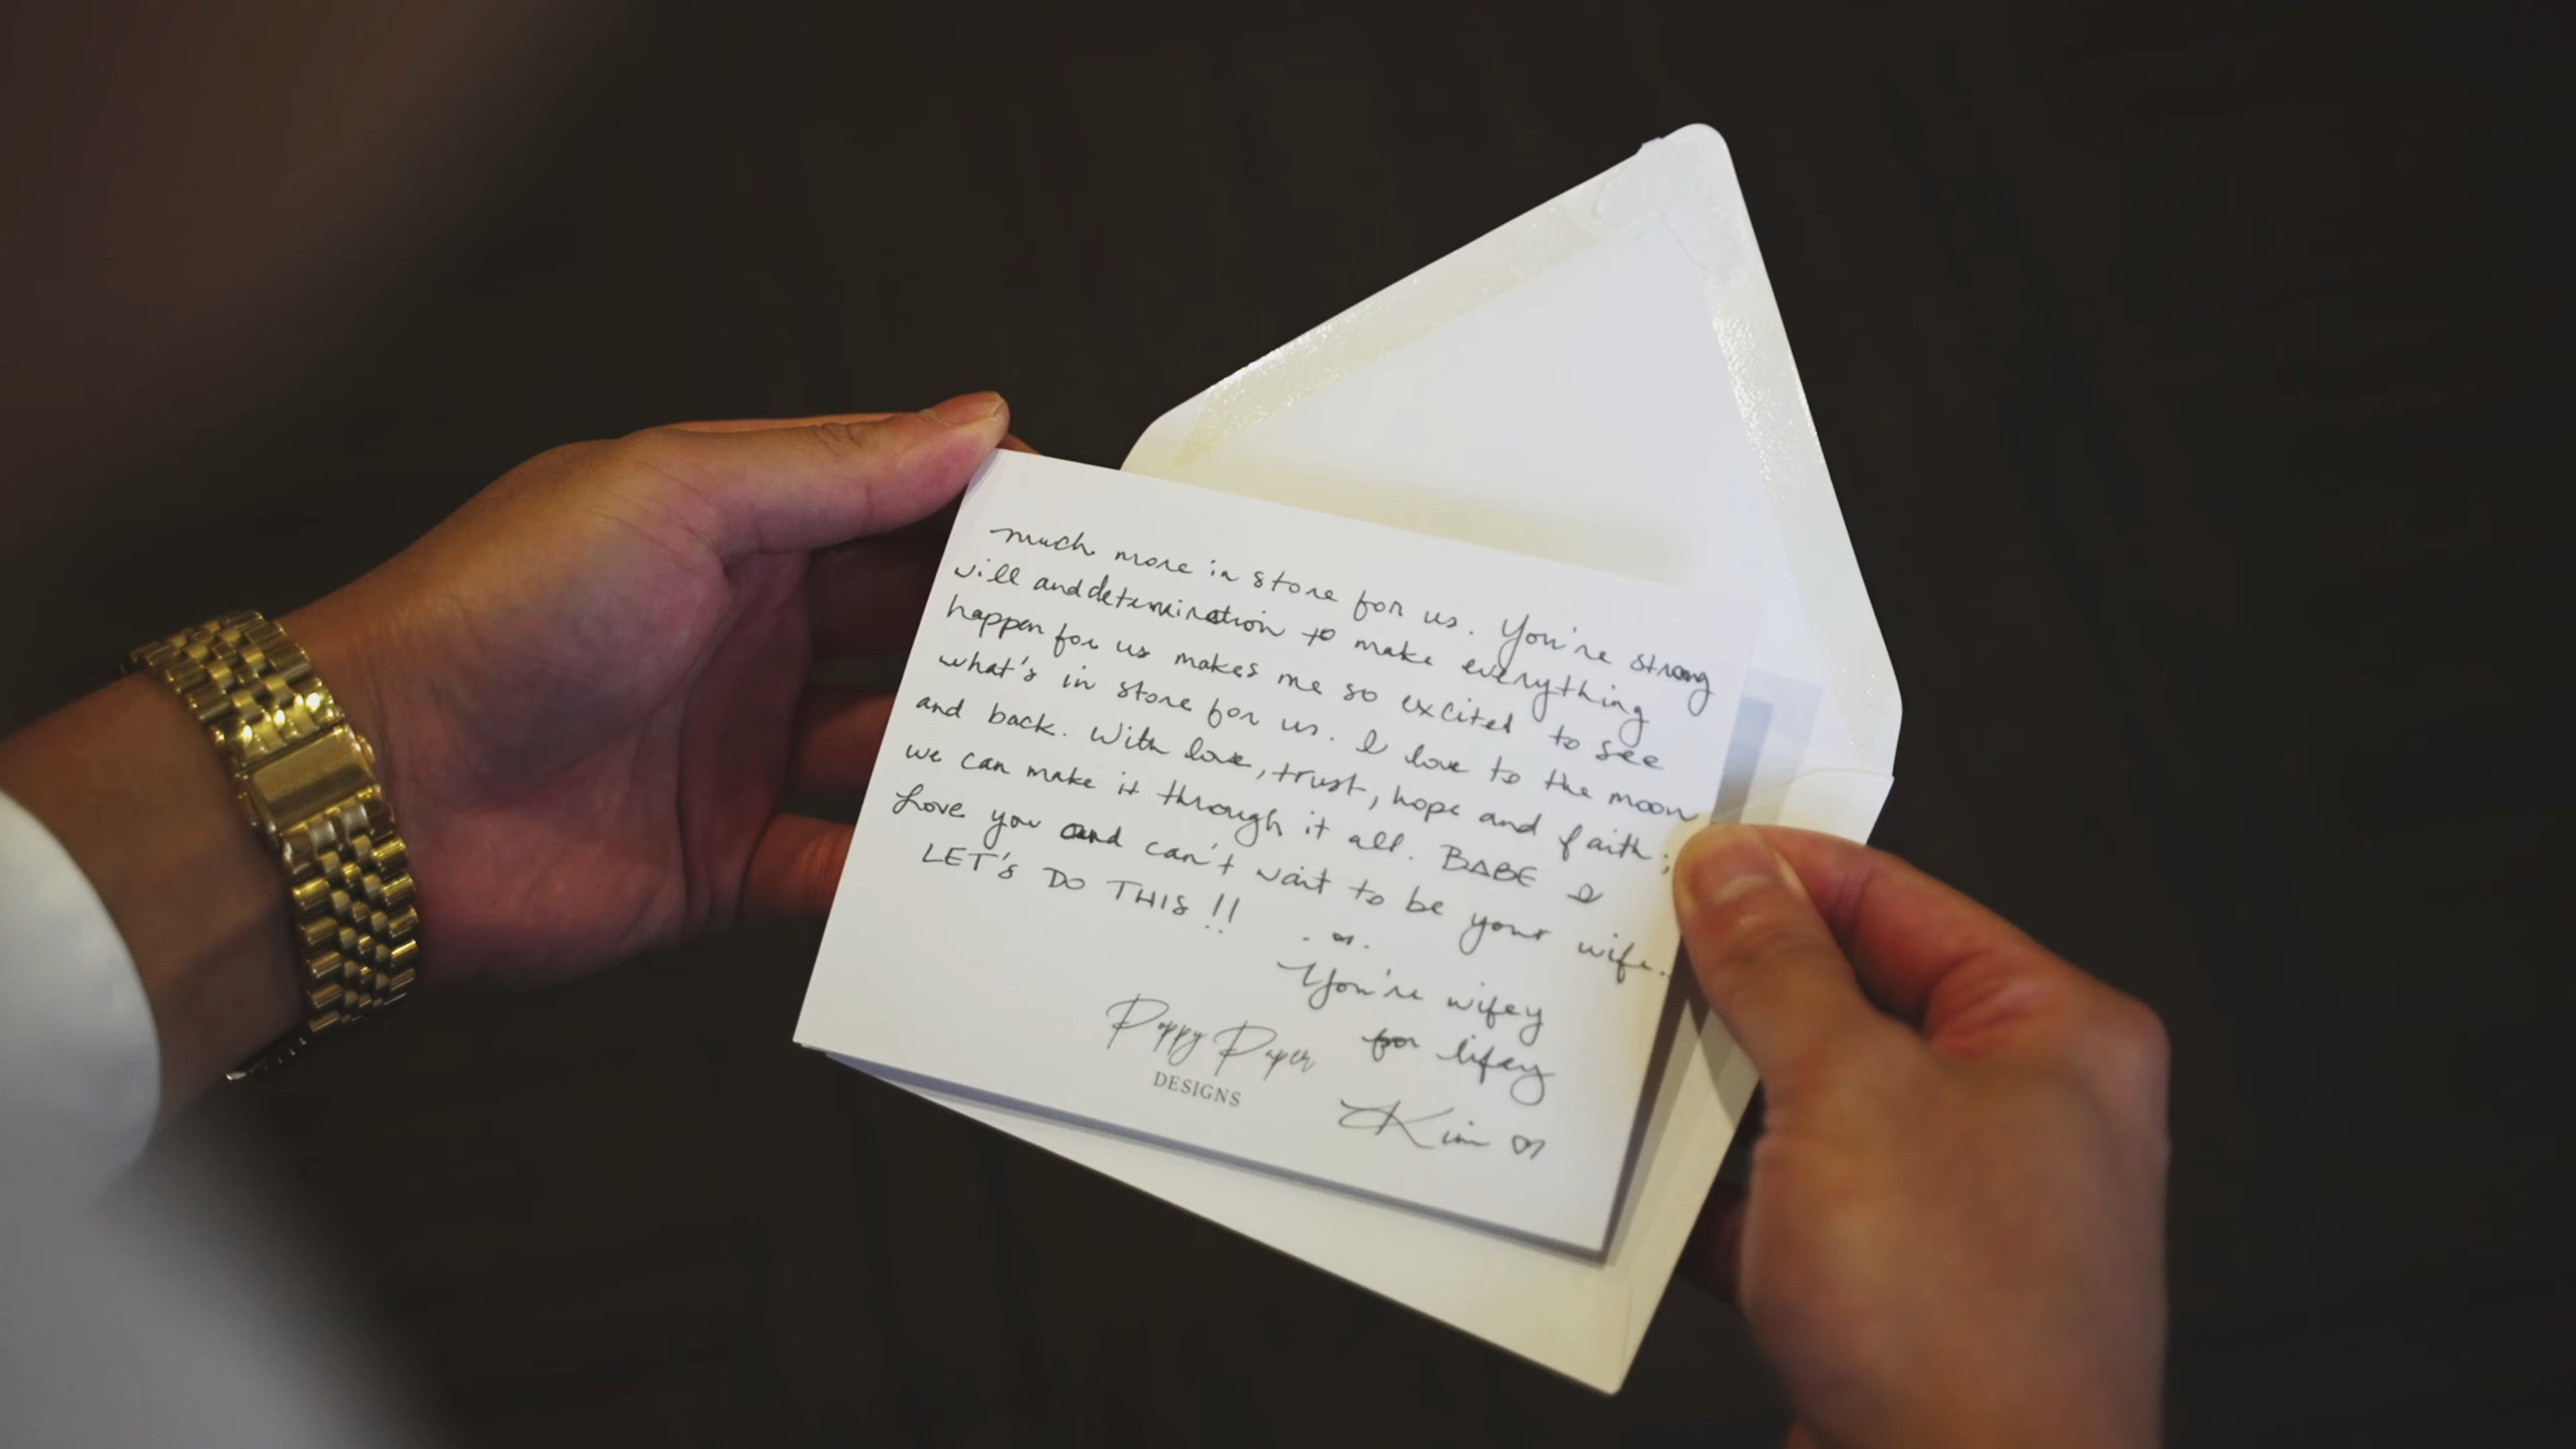 much more in store for us. You're strong
will and determination to make everything
happen for us makes me so excited to see
what's in store for us. I love to the moon
and back. With love, trust, hope and faith;
we can make it through it all. BABE I
Love you and can't wait to be your wife..
LET'S DO THIS!!
You're wifey
for lifey
Kim ♡
Poppy Paper
DESIGNS